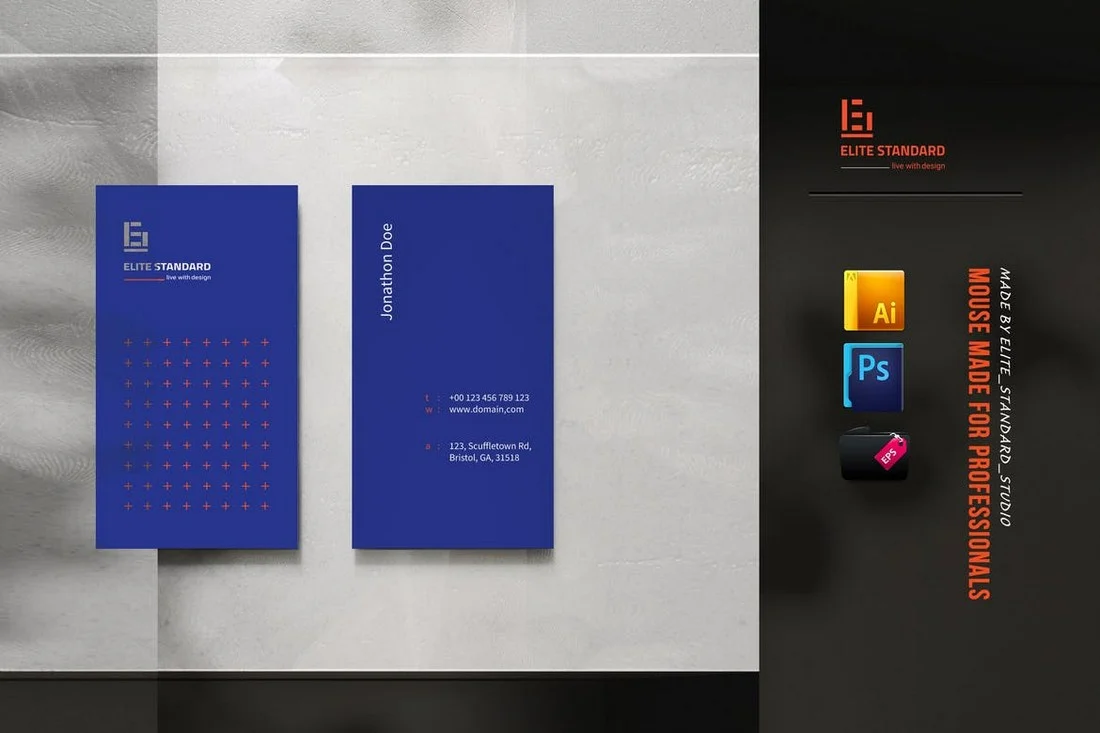 ELITE STANDARD
live with design
Jonathon Doe
t : +00 123 456 789 123
w : www.domain,com
a : 123, Scuffletown Rd,
Bristol, GA, 31518
ELITE STANDARD
live with design
Ai
Ps
EPS
MADE BY ELITE_STANDARD_STUDIO
MOUSE MADE FOR PROFESSIONALS